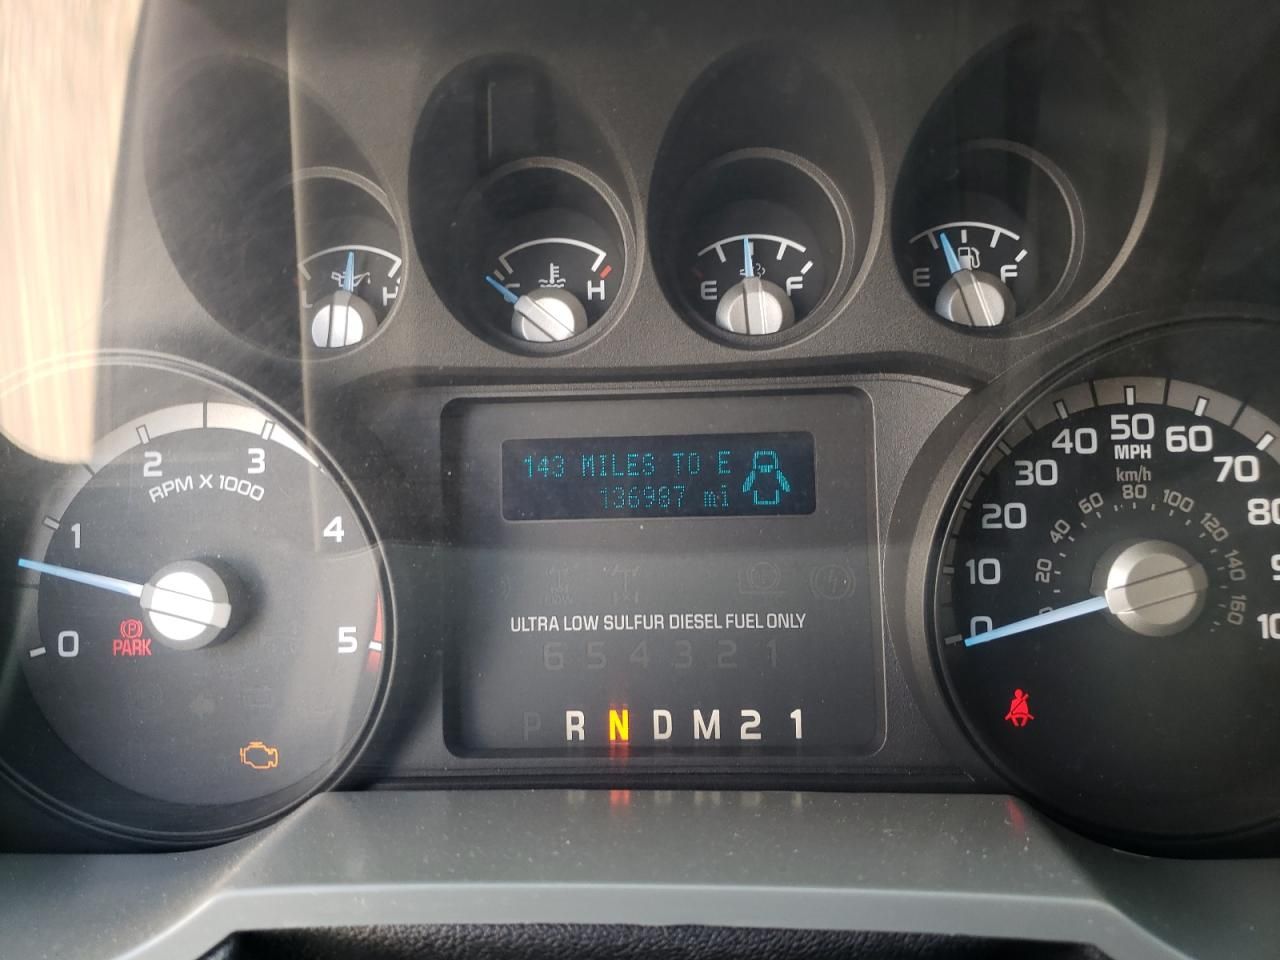 H
H
E F
E F
143 MILES TO E
136987 mi
0 1 2 3 4 5
RPM X 1000
PARK
ULTRA LOW SULFUR DIESEL FUEL ONLY
6 5 4 3 2 1
P R N D M 2 1
0 10 20 30 40 50 60 70 80
MPH
km/h
20 40 60 80 100 120 140 160